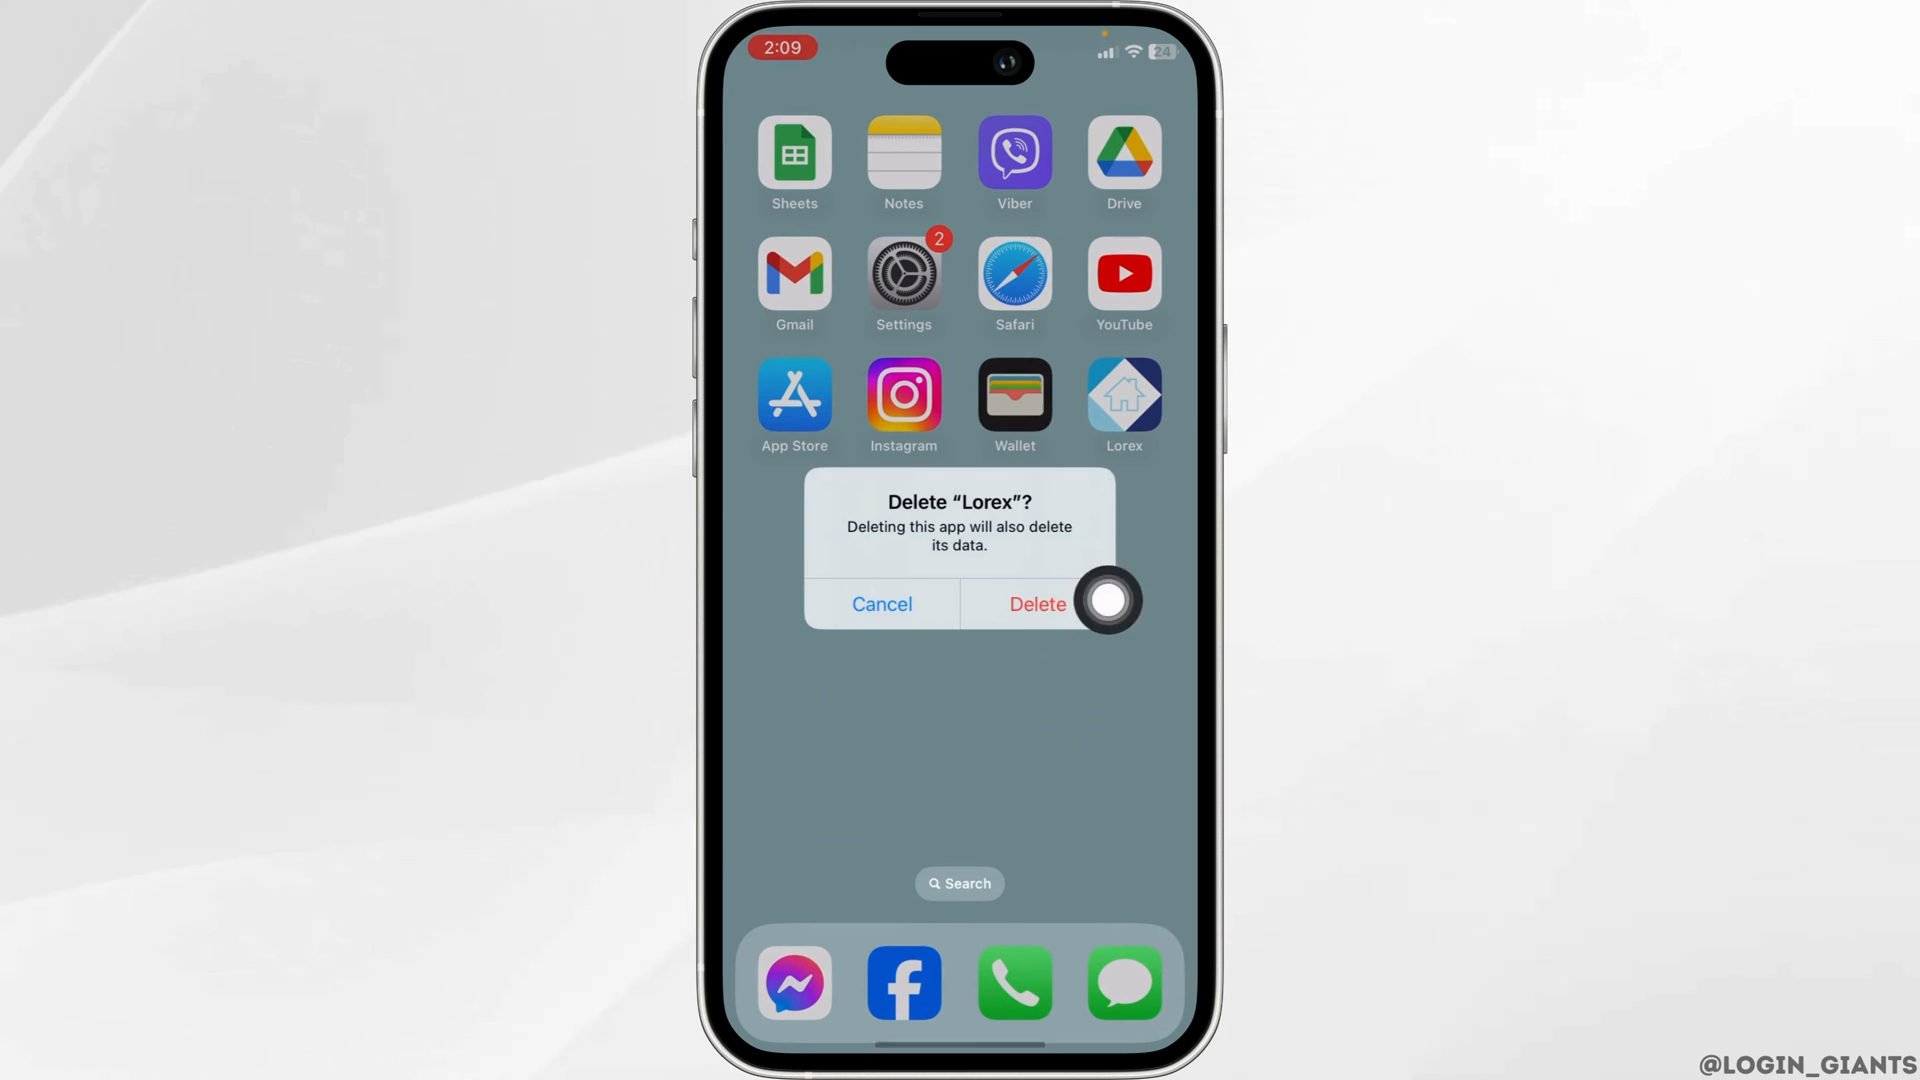 2:09
24
Sheets
Notes
Viber
Drive
2
Gmail
Settings
Safari
YouTube
App Store
Instagram
Wallet
Lorex
Delete “Lorex”?
Deleting this app will also delete
its data.
Cancel
Delete
Search
@LOGIN_GIANTS